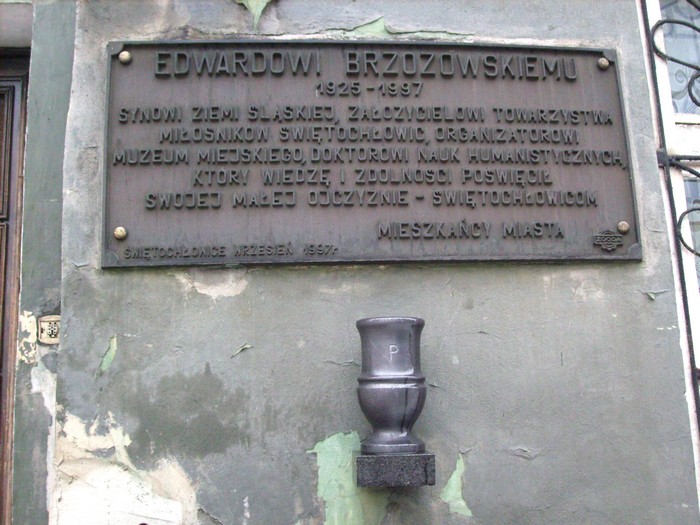 EDWARDOWI BRZOZOWSKIEMU
1925-1997
SYNOWI ZIEMI ŚLĄSKIEJ, ZAŁOŻYCIELOWI TOWARZYSTWA
MIŁOŚNIKÓW ŚWIĘTOCHŁOWIC, ORGANIZATOROWI
MUZEUM MIEJSKIEGO, DOKTOROWI NAUK HUMANISTYCZNYCH,
KTÓRY WIEDZĘ I ZDOLNOŚCI POŚWIĘCIŁ
SWOJEJ MAŁEJ OJCZYŹNIE - ŚWIĘTOCHŁOWICOM
MIESZKAŃCY MIASTA
ŚWIĘTOCHŁOWICE WRZESIEŃ 1997r.
P